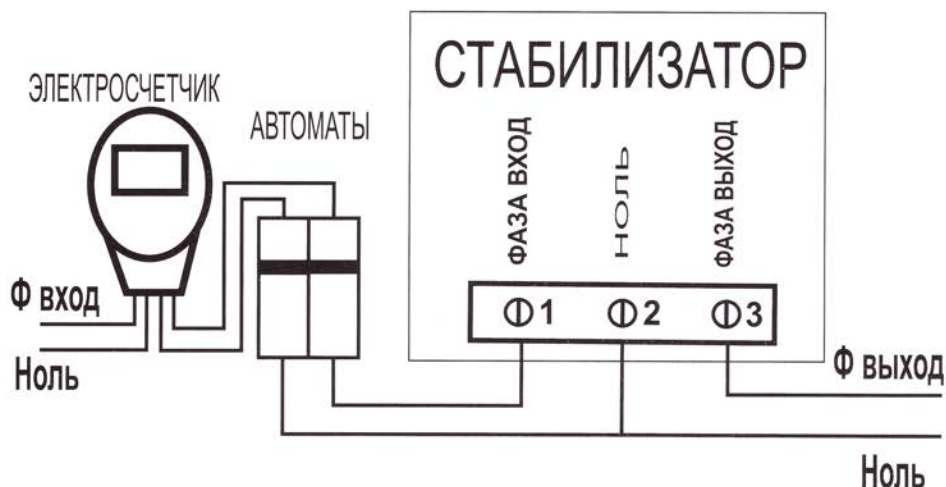 СТАБИЛИЗАТОР
ЭЛЕКТРОСЧЕТЧИК
АВТОМАТЫ
ФАЗА ВХОД
НОЛЬ
ФАЗА ВЫХОД
1 2 3
Ф вход
Ноль
Ф выход
Ноль